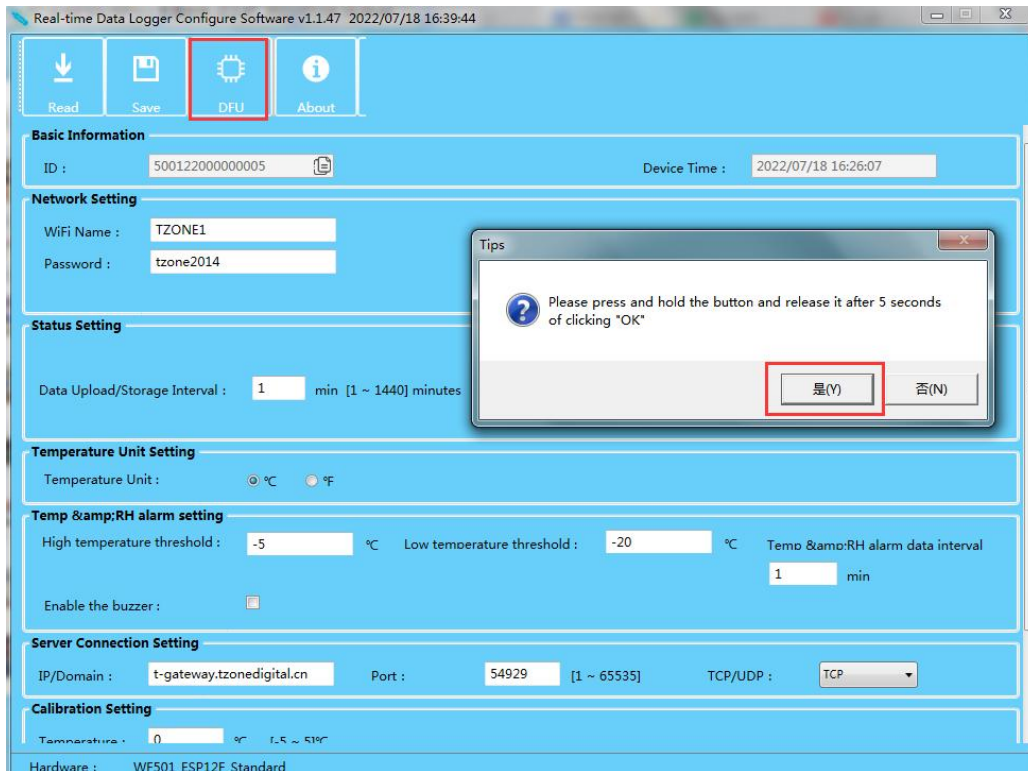 Real-time Data Logger Configure Software v1.1.47 2022/07/18 16:39:44
Read Save DFU About
Basic Information
ID : 500122000000005 Device Time : 2022/07/18 16:26:07
Network Setting
WiFi Name : TZONE1
Password : tzone2014
Tips
Please press and hold the button and release it after 5 seconds
of clicking "OK"
是(Y) 否(N)
Status Setting
Data Upload/Storage Interval : 1 min [1 ~ 1440] minutes
Temperature Unit Setting
Temperature Unit : ℃ ℉
Temp &amp;RH alarm setting
High temperature threshold : -5 ℃ Low temperature threshold : -20 ℃ Temp &amp;RH alarm data interval
1 min
Enable the buzzer :
Server Connection Setting
IP/Domain : t-gateway.tzonedigital.cn Port : 54929 [1 ~ 65535] TCP/UDP : TCP
Calibration Setting
Temperature : 0 ℃ [-5 ~ 5]℃
Hardware : WF501_ESP12F_Standard